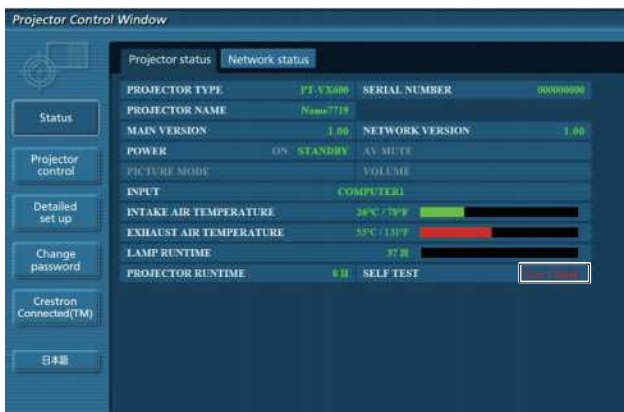 Projector Control Window
Projector status Network status
PROJECTOR TYPE PT-VX600 SERIAL NUMBER 000000000
PROJECTOR NAME Name7719
MAIN VERSION 1.00 NETWORK VERSION 1.00
POWER ON STANDBY AV MUTE
PICTURE MODE VOLUME
INPUT COMPUTER1
INTAKE AIR TEMPERATURE 26°C / 78°F
EXHAUST AIR TEMPERATURE 55°C / 131°F
LAMP RUNTIME 37 H
PROJECTOR RUNTIME 0 H SELF TEST
Status
Projector
control
Detailed
set up
Change
password
Crestron
Connected(TM)
日本語